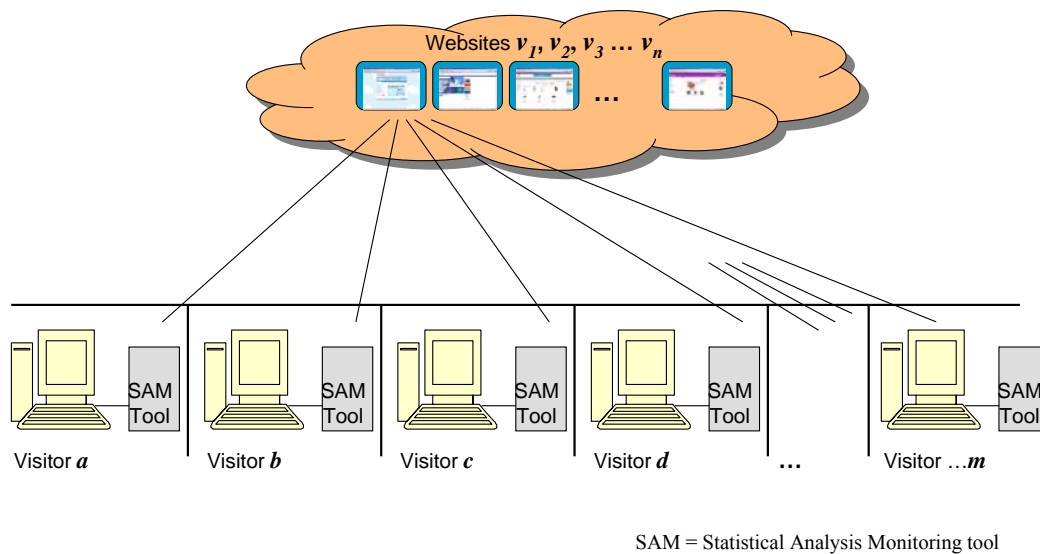 Websites v1, v2, v3 … vn
...
SAM Tool
SAM Tool
SAM Tool
SAM Tool
SAM Tool
Visitor a
Visitor b
Visitor c
Visitor d
...
Visitor …m
SAM = Statistical Analysis Monitoring tool